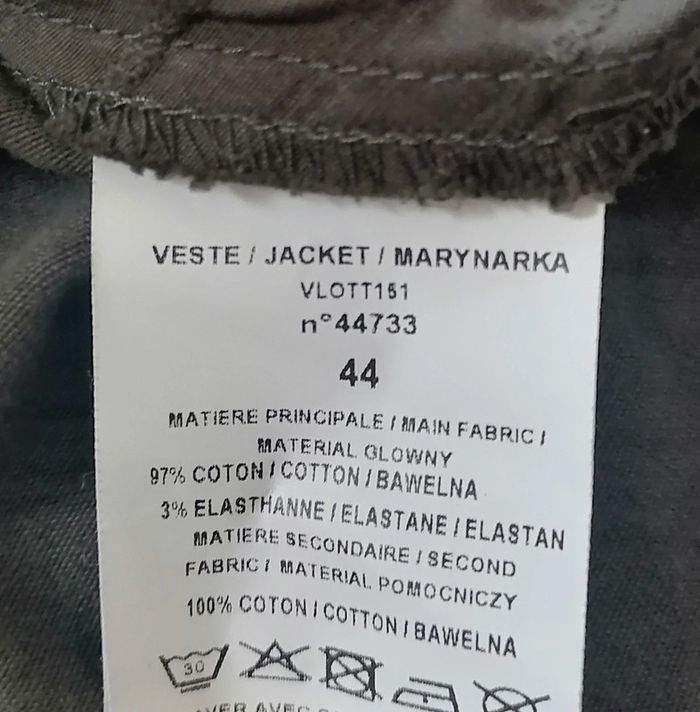 VESTE / JACKET / MARYNARKA
VLOTT151
n°44733
44
MATIERE PRINCIPALE / MAIN FABRIC /
MATERIAL GLOWNY
97% COTON / COTTON / BAWELNA
3% ELASTHANNE / ELASTANE / ELASTAN
MATIERE SECONDAIRE / SECOND
FABRIC / MATERIAL POMOCNICZY
100% COTON / COTTON / BAWELNA
30
AVEC